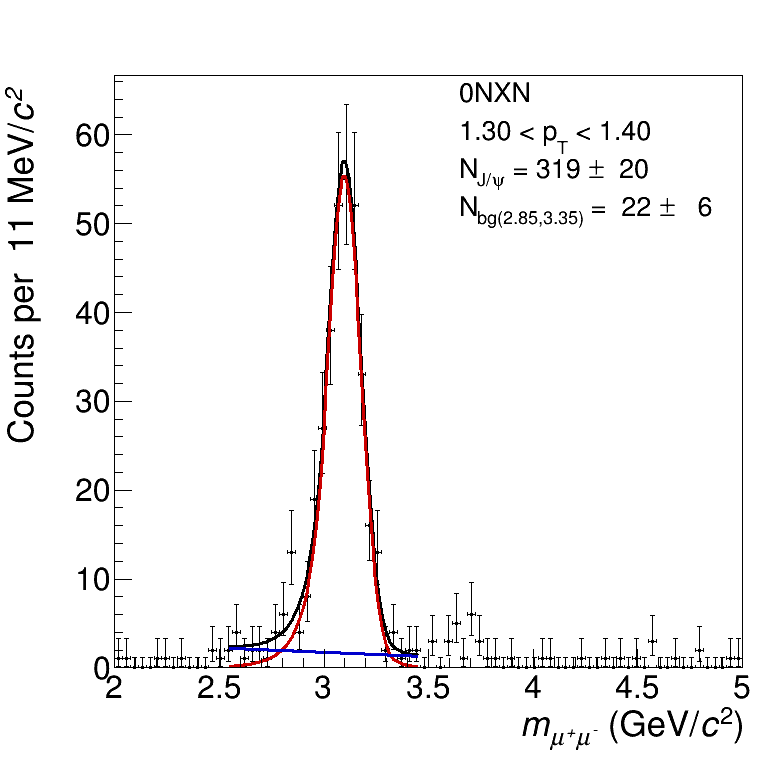 0NXN
1.30 < p_T < 1.40
N_J/ψ = 319 ± 20
N_bg(2.85,3.35) = 22 ± 6
Counts per 11 MeV/c²
60
50
40
30
20
10
0
2 2.5 3 3.5 4 4.5 5
m_μ⁺μ⁻ (GeV/c²)